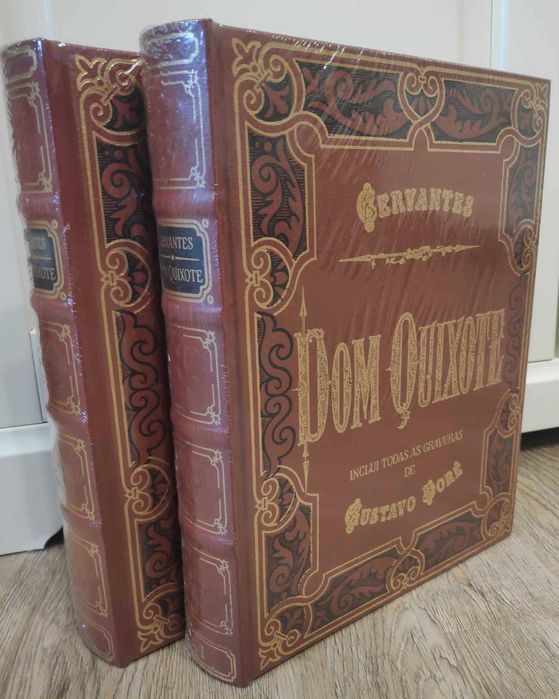 CERVANTES
DOM QUIXOTE
INCLUI TODAS AS GRAVURAS
DE
GUSTAVO DORÉ
CERVANTES
DOM QUIXOTE